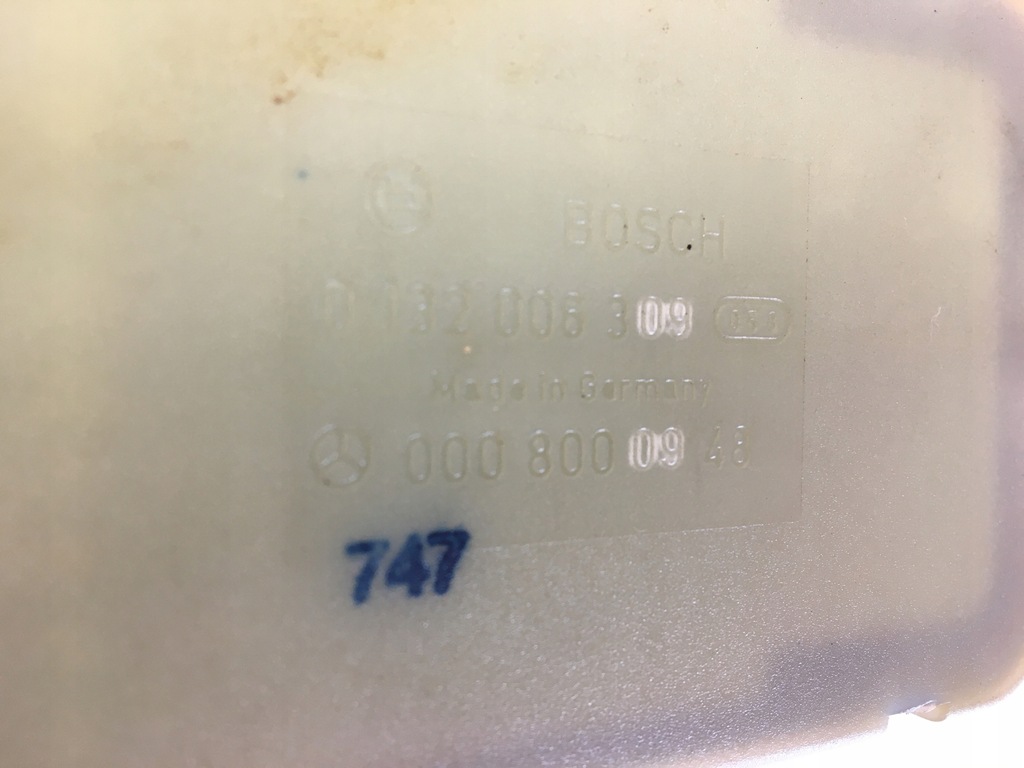 BOSCH
0 132 006 309
Made in Germany
000 800 09 48
747